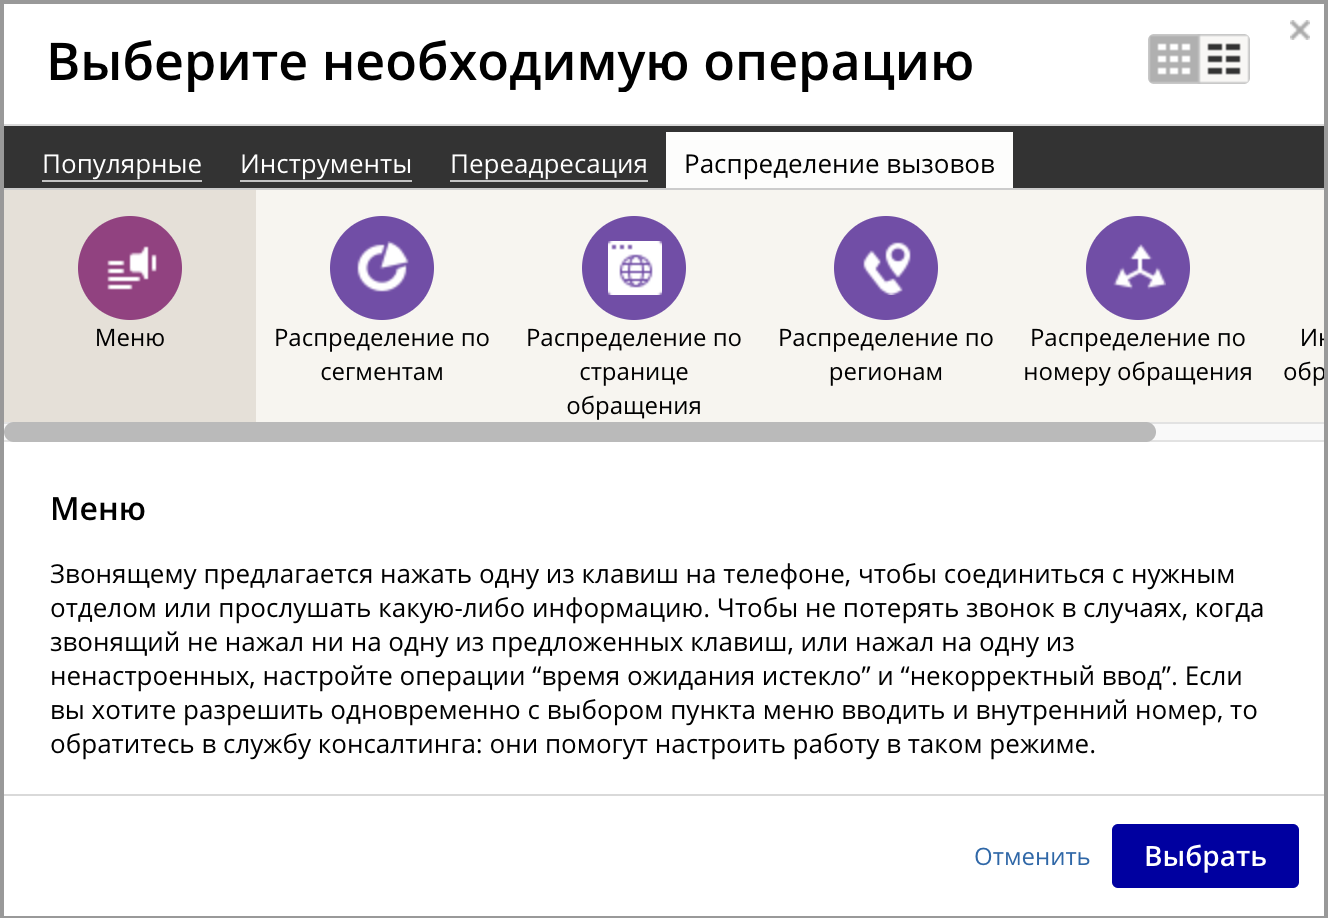 Выберите необходимую операцию
Популярные Инструменты Переадресация Распределение вызовов
Меню
Распределение по
сегментам
Распределение по
странице
обращения
Распределение по
регионам
Распределение по
номеру обращения
Меню
Звонящему предлагается нажать одну из клавиш на телефоне, чтобы соединиться с нужным
отделом или прослушать какую-либо информацию. Чтобы не потерять звонок в случаях, когда
звонящий не нажал ни на одну из предложенных клавиш, или нажал на одну из
ненастроенных, настройте операции “время ожидания истекло” и “некорректный ввод”. Если
вы хотите разрешить одновременно с выбором пункта меню вводить и внутренний номер, то
обратитесь в службу консалтинга: они помогут настроить работу в таком режиме.
Отменить
Выбрать